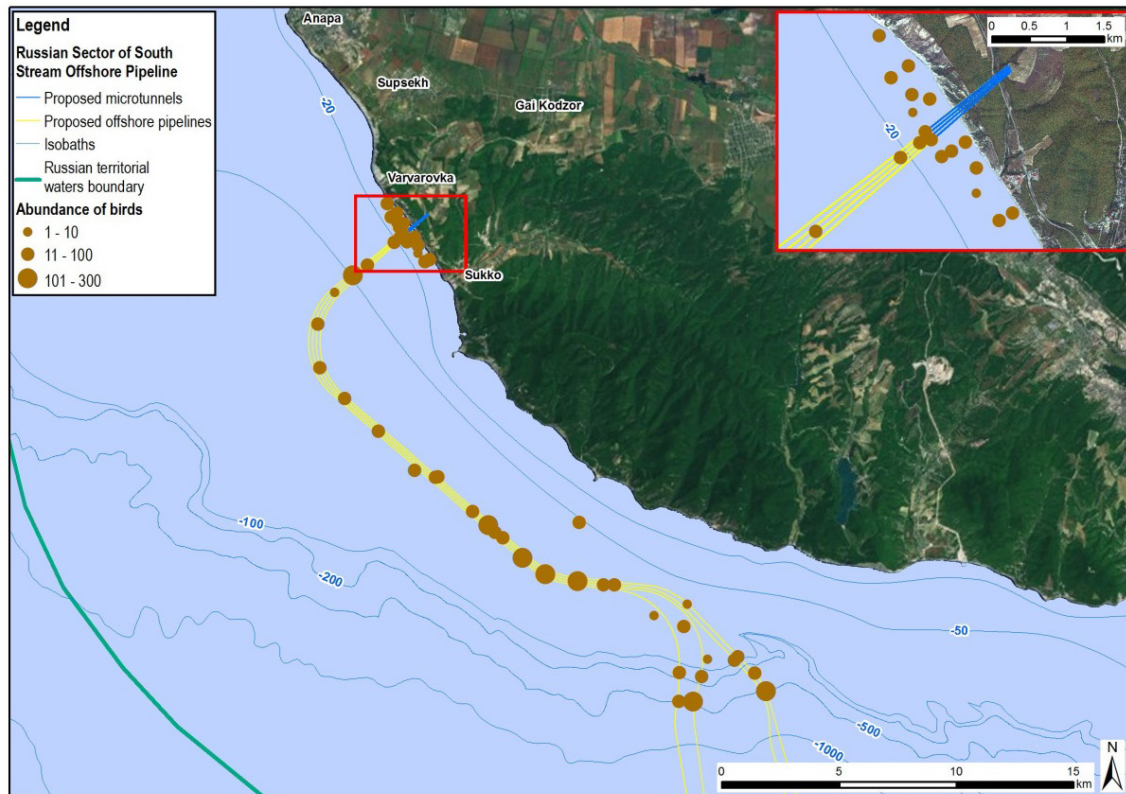 Legend
Russian Sector of South
Stream Offshore Pipeline
Proposed microtunnels
Proposed offshore pipelines
Isobaths
Russian territorial
waters boundary
Abundance of birds
1 - 10
11 - 100
101 - 300
Anapa
Supsekh
Gai Kodzor
Varvarovka
Sukko
-20
-100
-200
-50
-500
-1000
0 0.5 1 1.5
km
-20
N
0 5 10 15
km